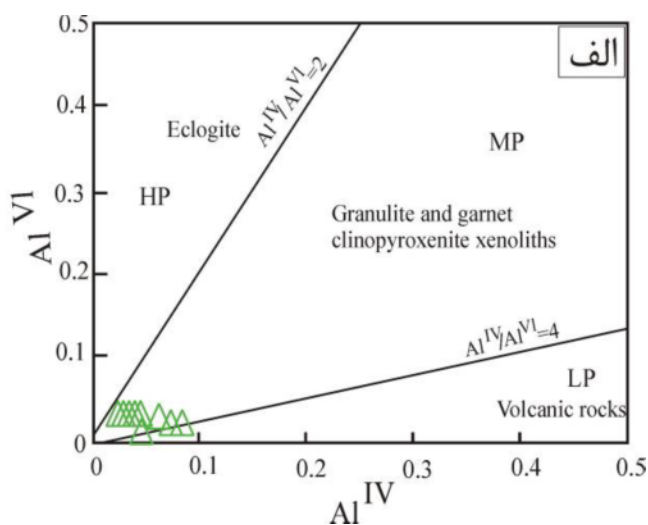 الف
0.5
0.4
0.3
0.2
0.1
0
Al VI
Eclogite
HP
Al^IV/Al^VI=2
MP
Granulite and garnet
clinopyroxenite xenoliths
Al^IV/Al^VI=4
LP
Volcanic rocks
0 0.1 0.2 0.3 0.4 0.5
Al^IV